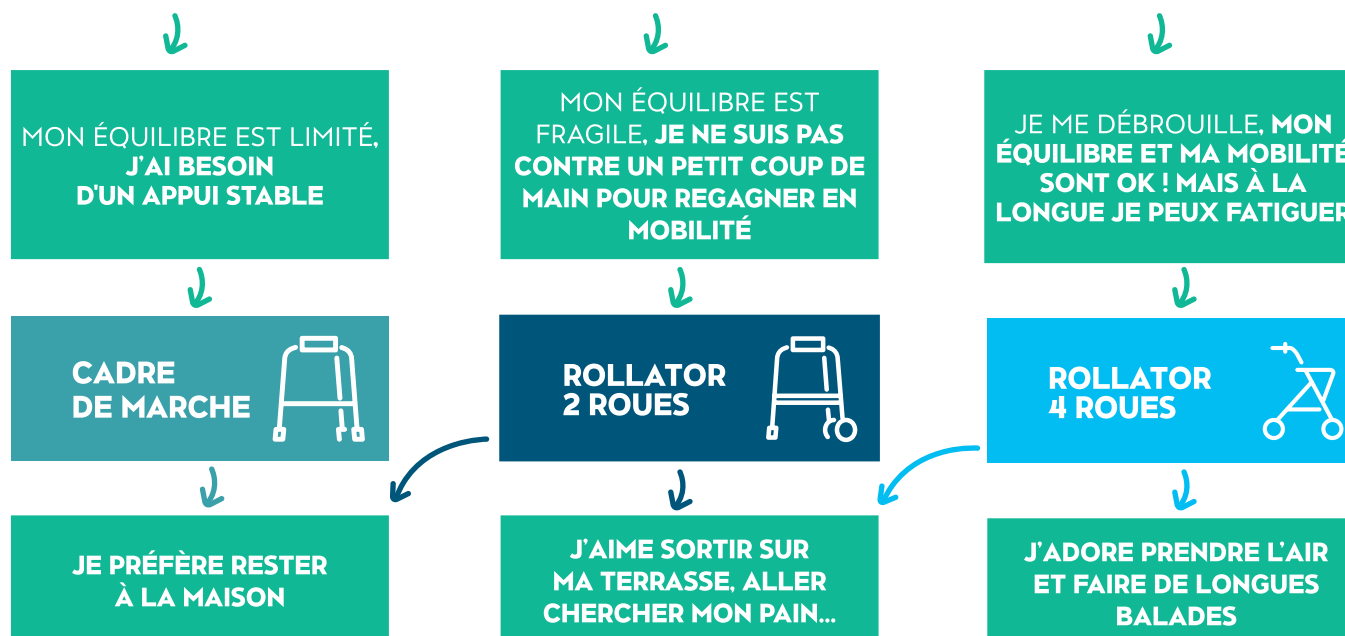 MON ÉQUILIBRE EST LIMITÉ,
J'AI BESOIN
D'UN APPUI STABLE
MON ÉQUILIBRE EST
FRAGILE, JE NE SUIS PAS
CONTRE UN PETIT COUP DE
MAIN POUR REGAGNER EN
MOBILITÉ
JE ME DÉBROUILLE, MON
ÉQUILIBRE ET MA MOBILITÉ
SONT OK ! MAIS À LA
LONGUE JE PEUX FATIGUER
CADRE
DE MARCHE
ROLLATOR
2 ROUES
ROLLATOR
4 ROUES
JE PRÉFÈRE RESTER
À LA MAISON
J'AIME SORTIR SUR
MA TERRASSE, ALLER
CHERCHER MON PAIN...
J'ADORE PRENDRE L'AIR
ET FAIRE DE LONGUES
BALADES